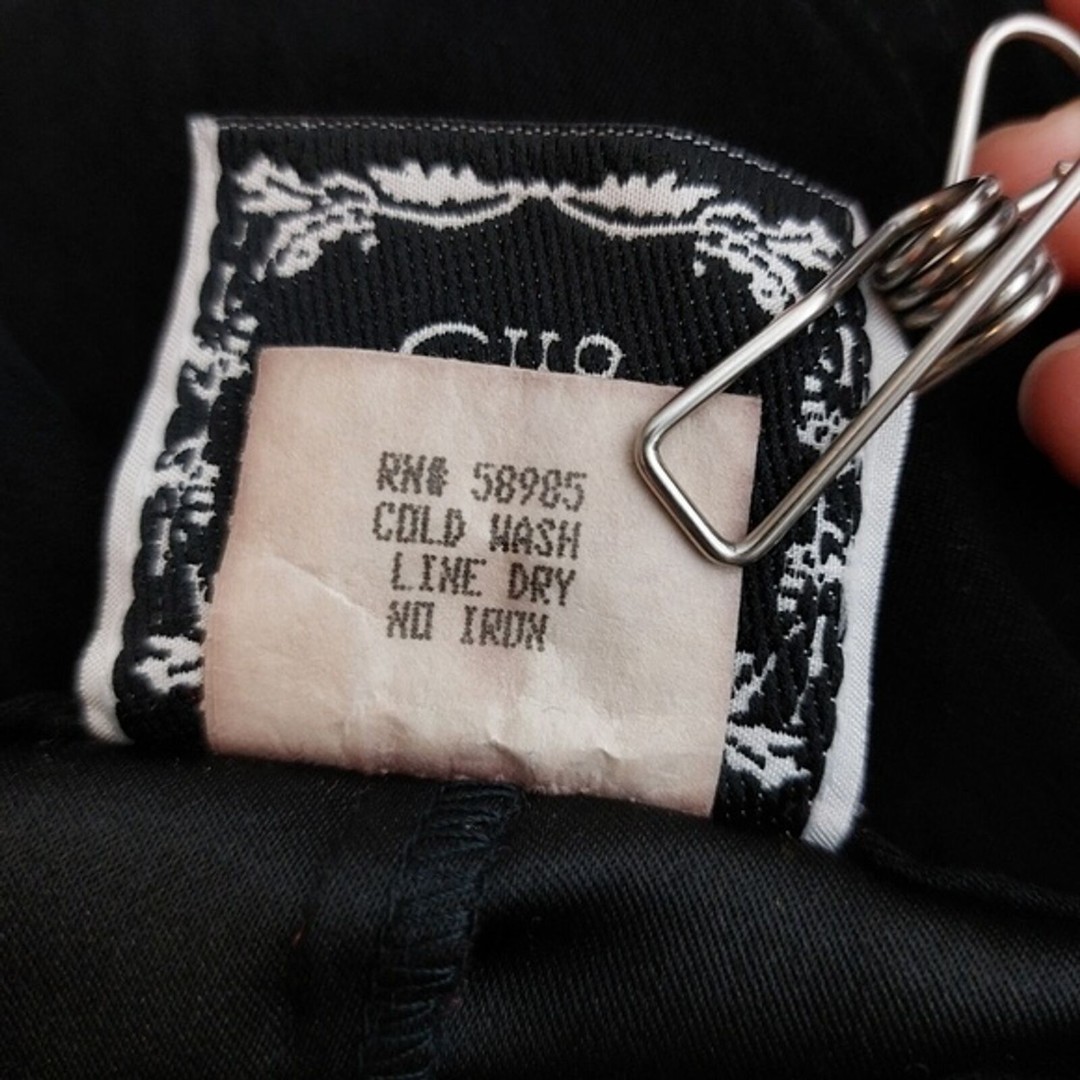 RN# 58985
COLD WASH
LINE DRY
NO IRON